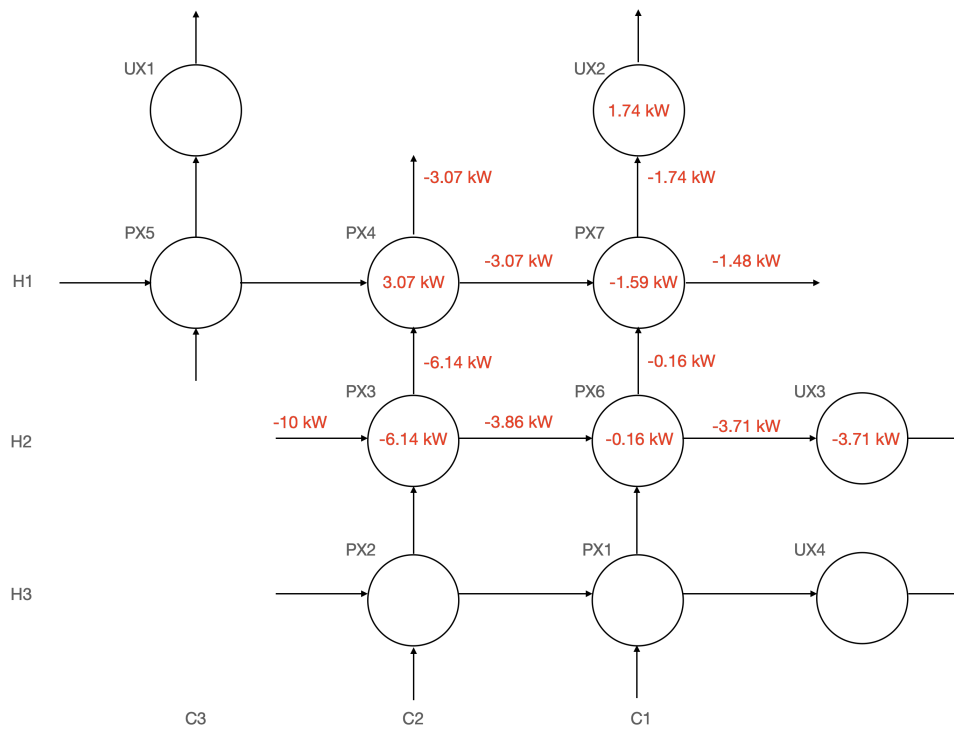 UX1
UX2
1.74 kW
-3.07 kW
-1.74 kW
PX5
PX4
PX7
H1
3.07 kW
-3.07 kW
-1.59 kW
-1.48 kW
-6.14 kW
-0.16 kW
PX3
PX6
UX3
H2
-10 kW
-6.14 kW
-3.86 kW
-0.16 kW
-3.71 kW
-3.71 kW
PX2
PX1
UX4
H3
C3
C2
C1